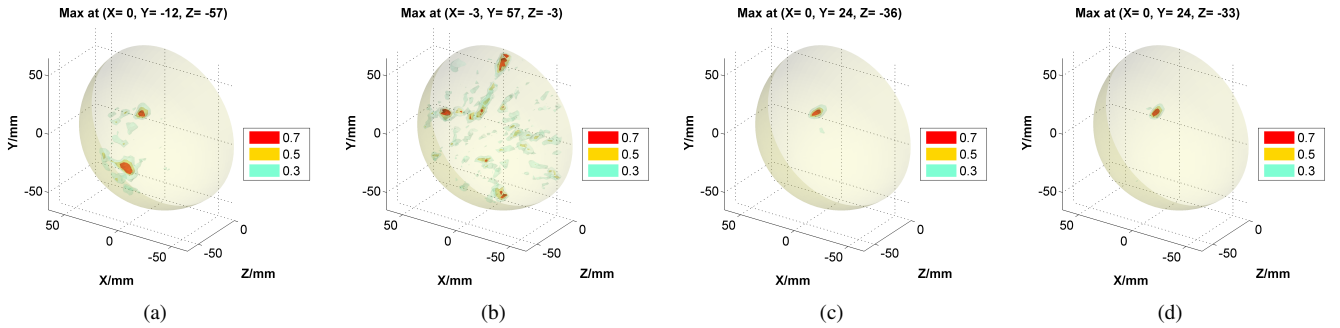 Max at (X= 0, Y= -12, Z= -57)
50
0
-50
Y/mm
50
0
-50
X/mm
-50
0
Z/mm
0.7
0.5
0.3
(a)
Max at (X= -3, Y= 57, Z= -3)
50
0
-50
Y/mm
50
0
-50
X/mm
-50
0
Z/mm
0.7
0.5
0.3
(b)
Max at (X= 0, Y= 24, Z= -36)
50
0
-50
Y/mm
50
0
-50
X/mm
-50
0
Z/mm
0.7
0.5
0.3
(c)
Max at (X= 0, Y= 24, Z= -33)
50
0
-50
Y/mm
50
0
-50
X/mm
-50
0
Z/mm
0.7
0.5
0.3
(d)